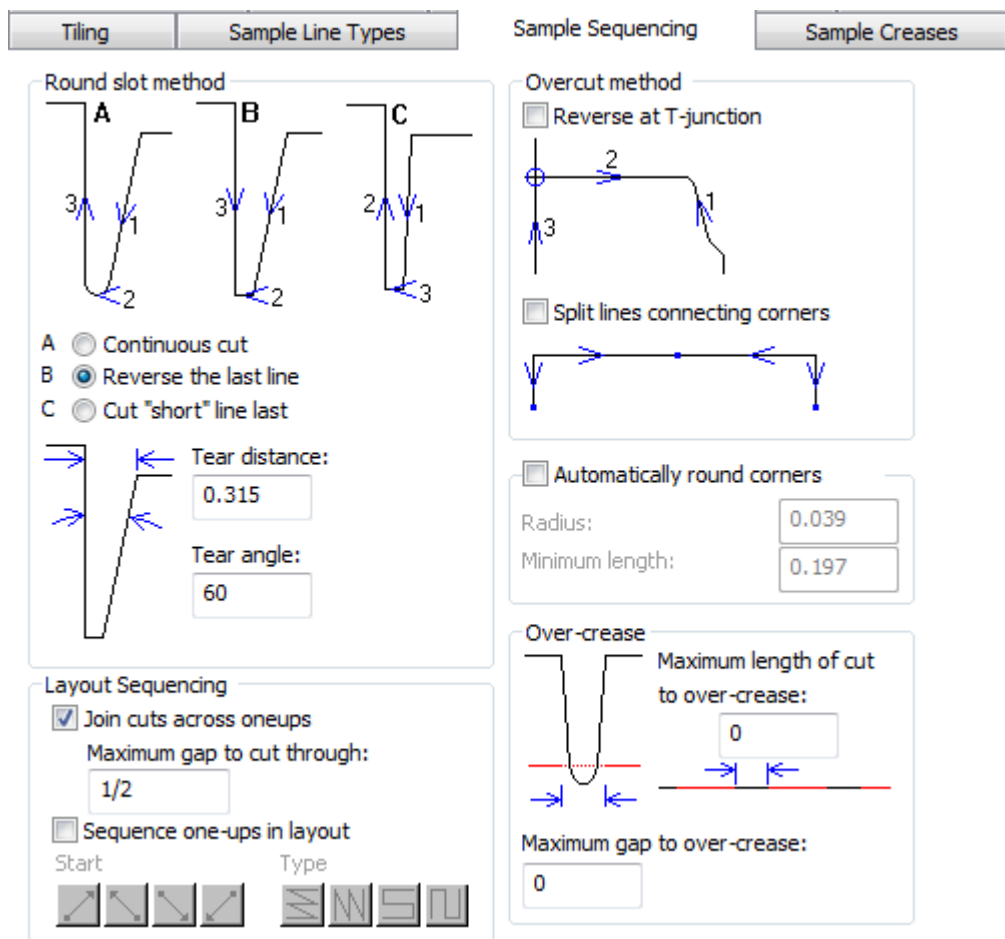 Tiling
Sample Line Types
Sample Sequencing
Sample Creases
Round slot method
A
B
C
3
1
2
3
1
2
2
1
3
A Continuous cut
B Reverse the last line
C Cut "short" line last
Tear distance:
0.315
Tear angle:
60
Layout Sequencing
Join cuts across oneups
Maximum gap to cut through:
1/2
Sequence one-ups in layout
Start
Type
Overcut method
Reverse at T-junction
2
1
3
Split lines connecting corners
Automatically round corners
Radius:
0.039
Minimum length:
0.197
Over-crease
Maximum length of cut
to over-crease:
0
Maximum gap to over-crease:
0